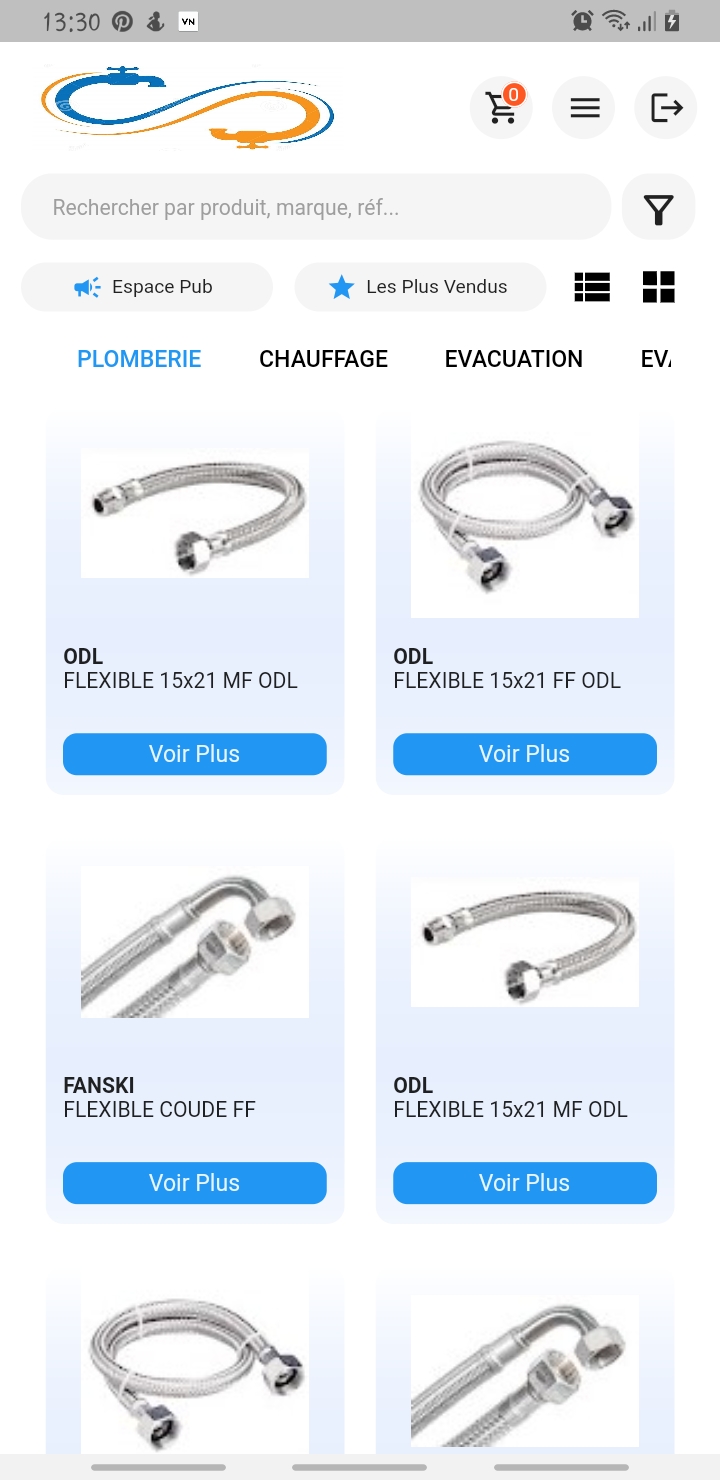 13:30
VN
0
Rechercher par produit, marque, réf...
Espace Pub
Les Plus Vendus
PLOMBERIE CHAUFFAGE EVACUATION EVA
ODL
FLEXIBLE 15x21 MF ODL
Voir Plus
ODL
FLEXIBLE 15x21 FF ODL
Voir Plus
FANSKI
FLEXIBLE COUDE FF
Voir Plus
ODL
FLEXIBLE 15x21 MF ODL
Voir Plus